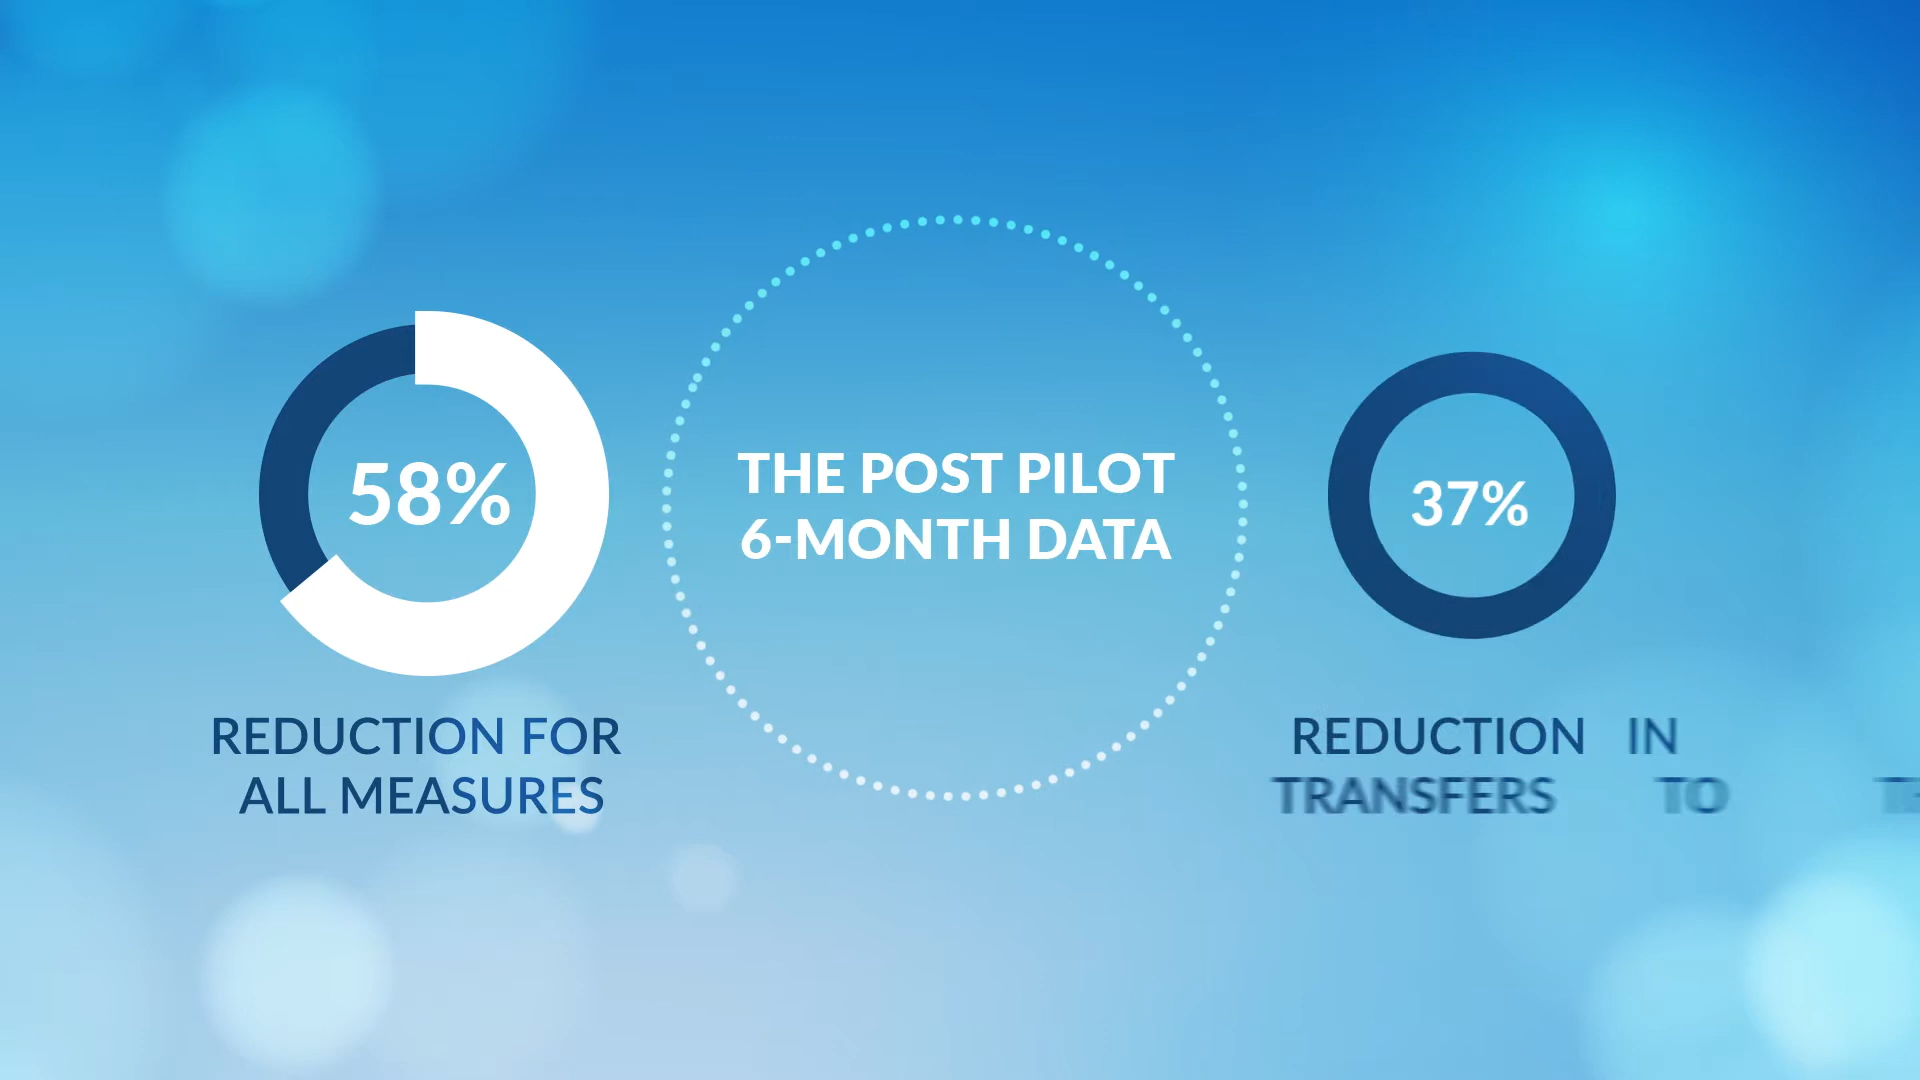 58%
REDUCTION FOR
ALL MEASURES
THE POST PILOT
6-MONTH DATA
37%
REDUCTION IN
TRANSFERS TO